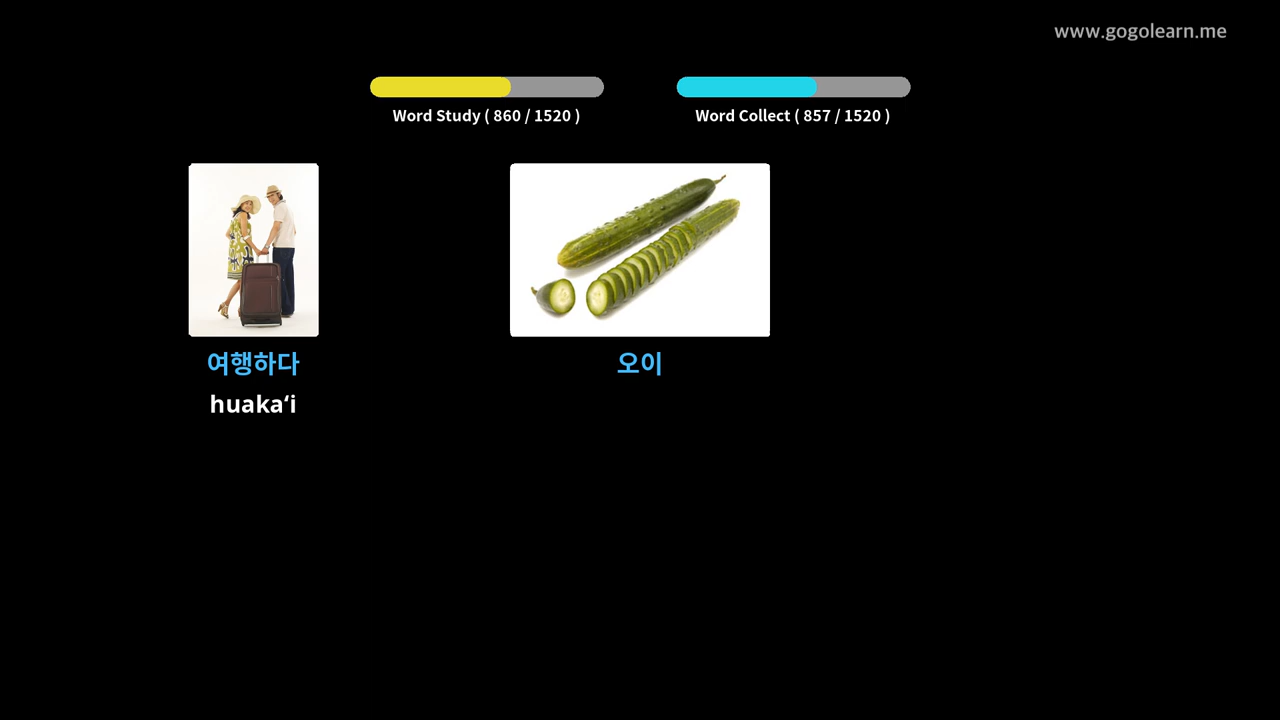 www.gogolearn.me
Word Study ( 860 / 1520 )
Word Collect ( 857 / 1520 )
여행하다
huakaʻi
오이